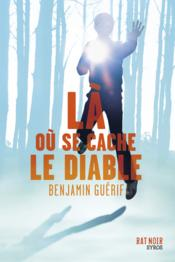 LÀ
OÙ SE CACHE
LE DIABLE
BENJAMIN GUÉRIF
RAT NOIR
SYROS